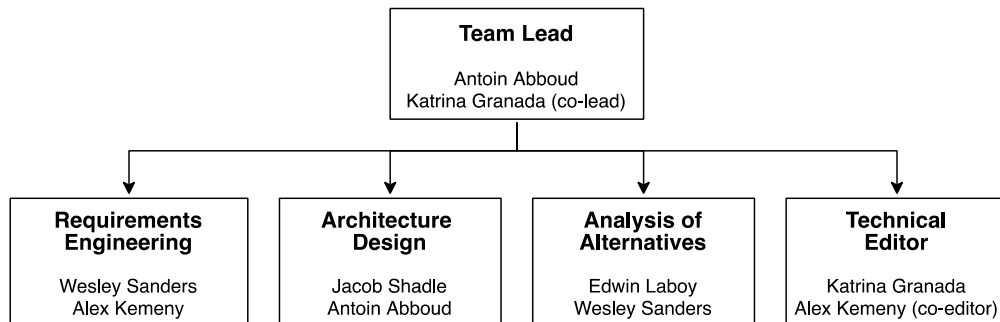 Team Lead
Antoin Abboud
Katrina Granada (co-lead)
Requirements
Engineering
Wesley Sanders
Alex Kemeny
Architecture
Design
Jacob Shadle
Antoin Abboud
Analysis of
Alternatives
Edwin Laboy
Wesley Sanders
Technical
Editor
Katrina Granada
Alex Kemeny (co-editor)